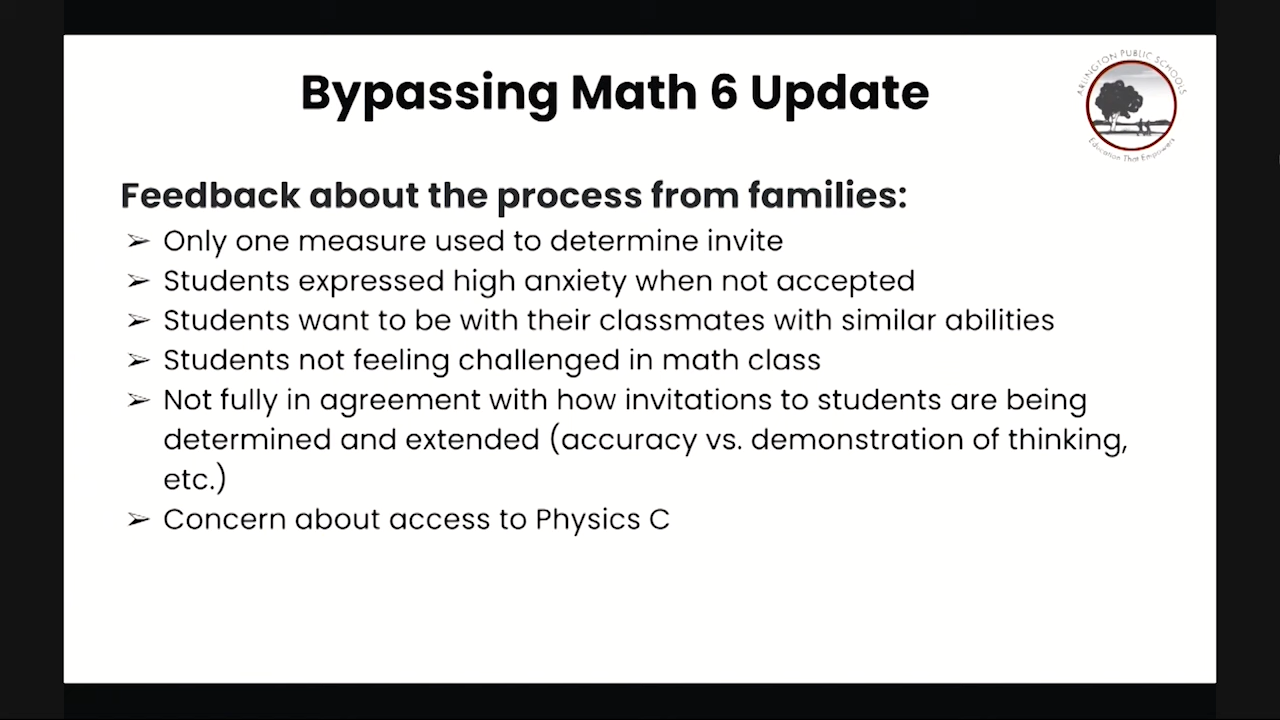 Bypassing Math 6 Update
ARLINGTON PUBLIC SCHOOLS
Education That Empowers
Feedback about the process from families:
➢ Only one measure used to determine invite
➢ Students expressed high anxiety when not accepted
➢ Students want to be with their classmates with similar abilities
➢ Students not feeling challenged in math class
➢ Not fully in agreement with how invitations to students are being
determined and extended (accuracy vs. demonstration of thinking,
etc.)
➢ Concern about access to Physics C